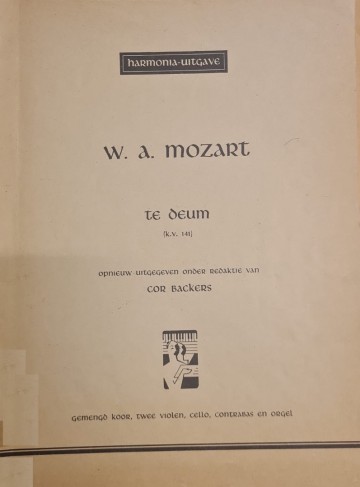 harmonia-uitgave
W. A. MOZART
te deum
(K.V. 141)
opnieuw uitgegeven onder redaktie van
COR BACKERS
gemengd koor, twee violen, cello, contrabas en orgel